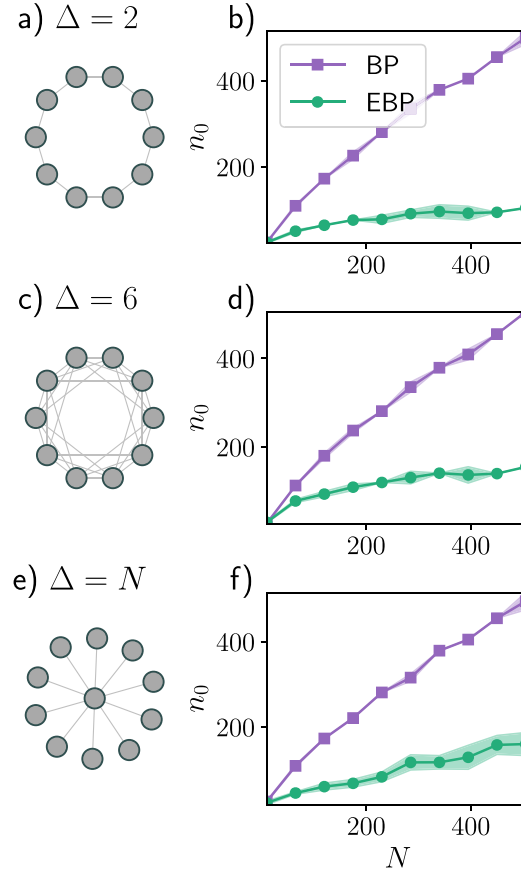 a) Δ = 2
b)
400
200
n₀
BP
EBP
200 400
c) Δ = 6
d)
400
200
n₀
200 400
e) Δ = N
f)
400
200
n₀
200 400
N